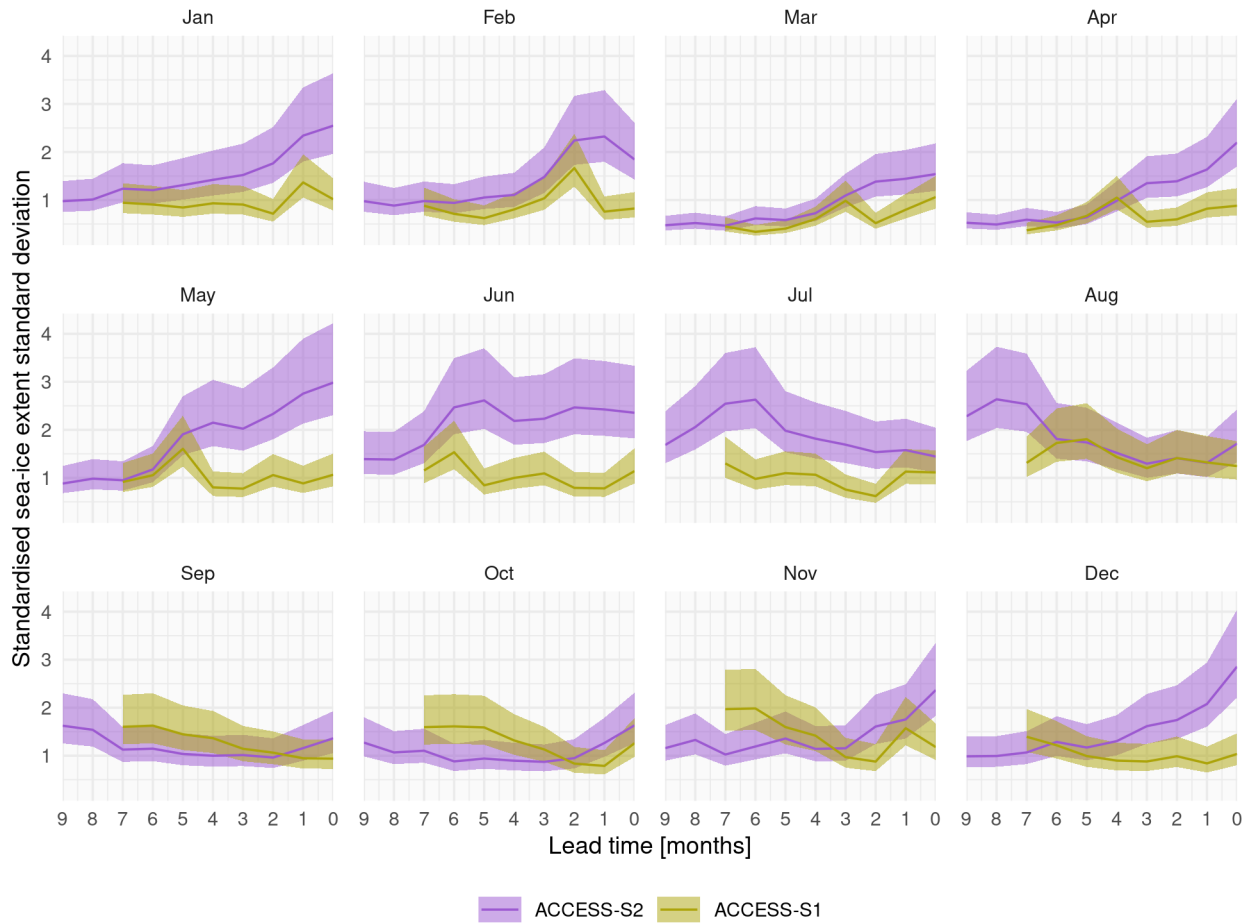 Jan Feb Mar Apr
4
3
2
1
May Jun Jul Aug
4
3
2
1
Sep Oct Nov Dec
4
3
2
1
9 8 7 6 5 4 3 2 1 0 9 8 7 6 5 4 3 2 1 0 9 8 7 6 5 4 3 2 1 0 9 8 7 6 5 4 3 2 1 0
Standardised sea-ice extent standard deviation
Lead time [months]
ACCESS-S2 ACCESS-S1